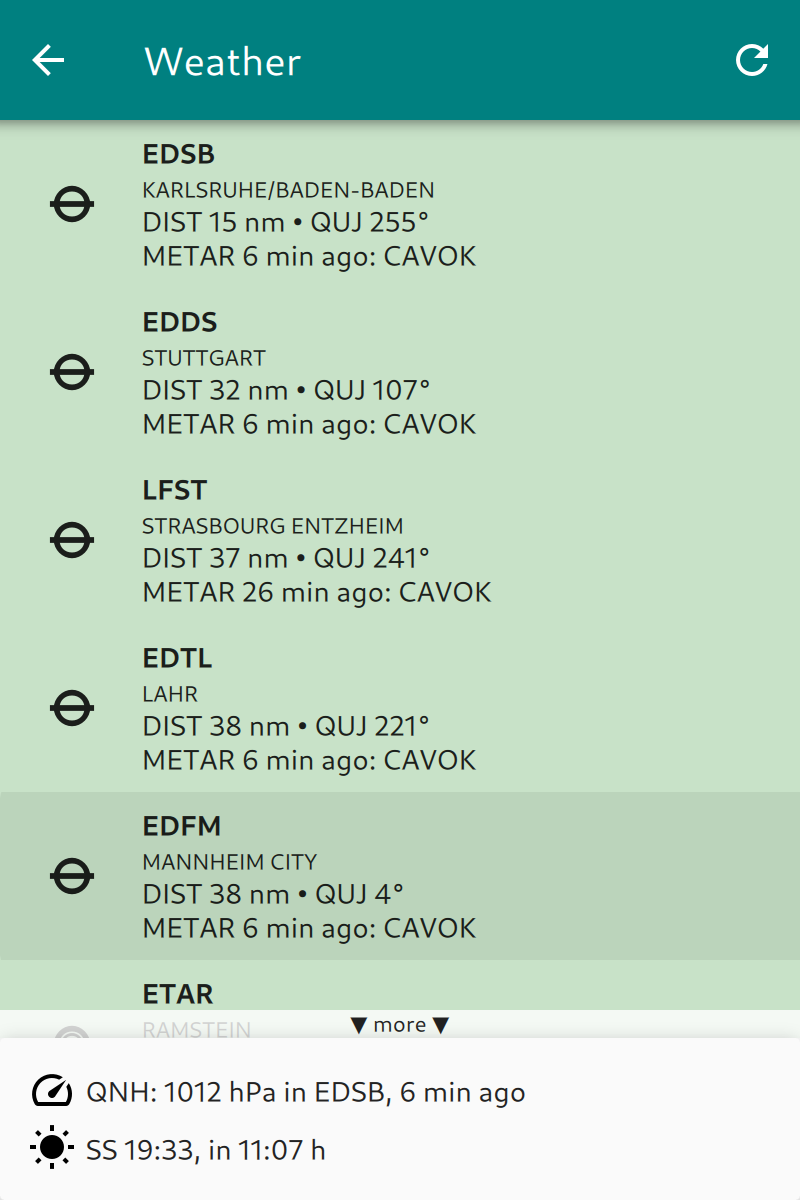 Weather
EDSB
KARLSRUHE/BADEN-BADEN
DIST 15 nm • QUJ 255°
METAR 6 min ago: CAVOK
EDDS
STUTTGART
DIST 32 nm • QUJ 107°
METAR 6 min ago: CAVOK
LFST
STRASBOURG ENTZHEIM
DIST 37 nm • QUJ 241°
METAR 26 min ago: CAVOK
EDTL
LAHR
DIST 38 nm • QUJ 221°
METAR 6 min ago: CAVOK
EDFM
MANNHEIM CITY
DIST 38 nm • QUJ 4°
METAR 6 min ago: CAVOK
ETAR
RAMSTEIN
▼ more ▼
QNH: 1012 hPa in EDSB, 6 min ago
SS 19:33, in 11:07 h